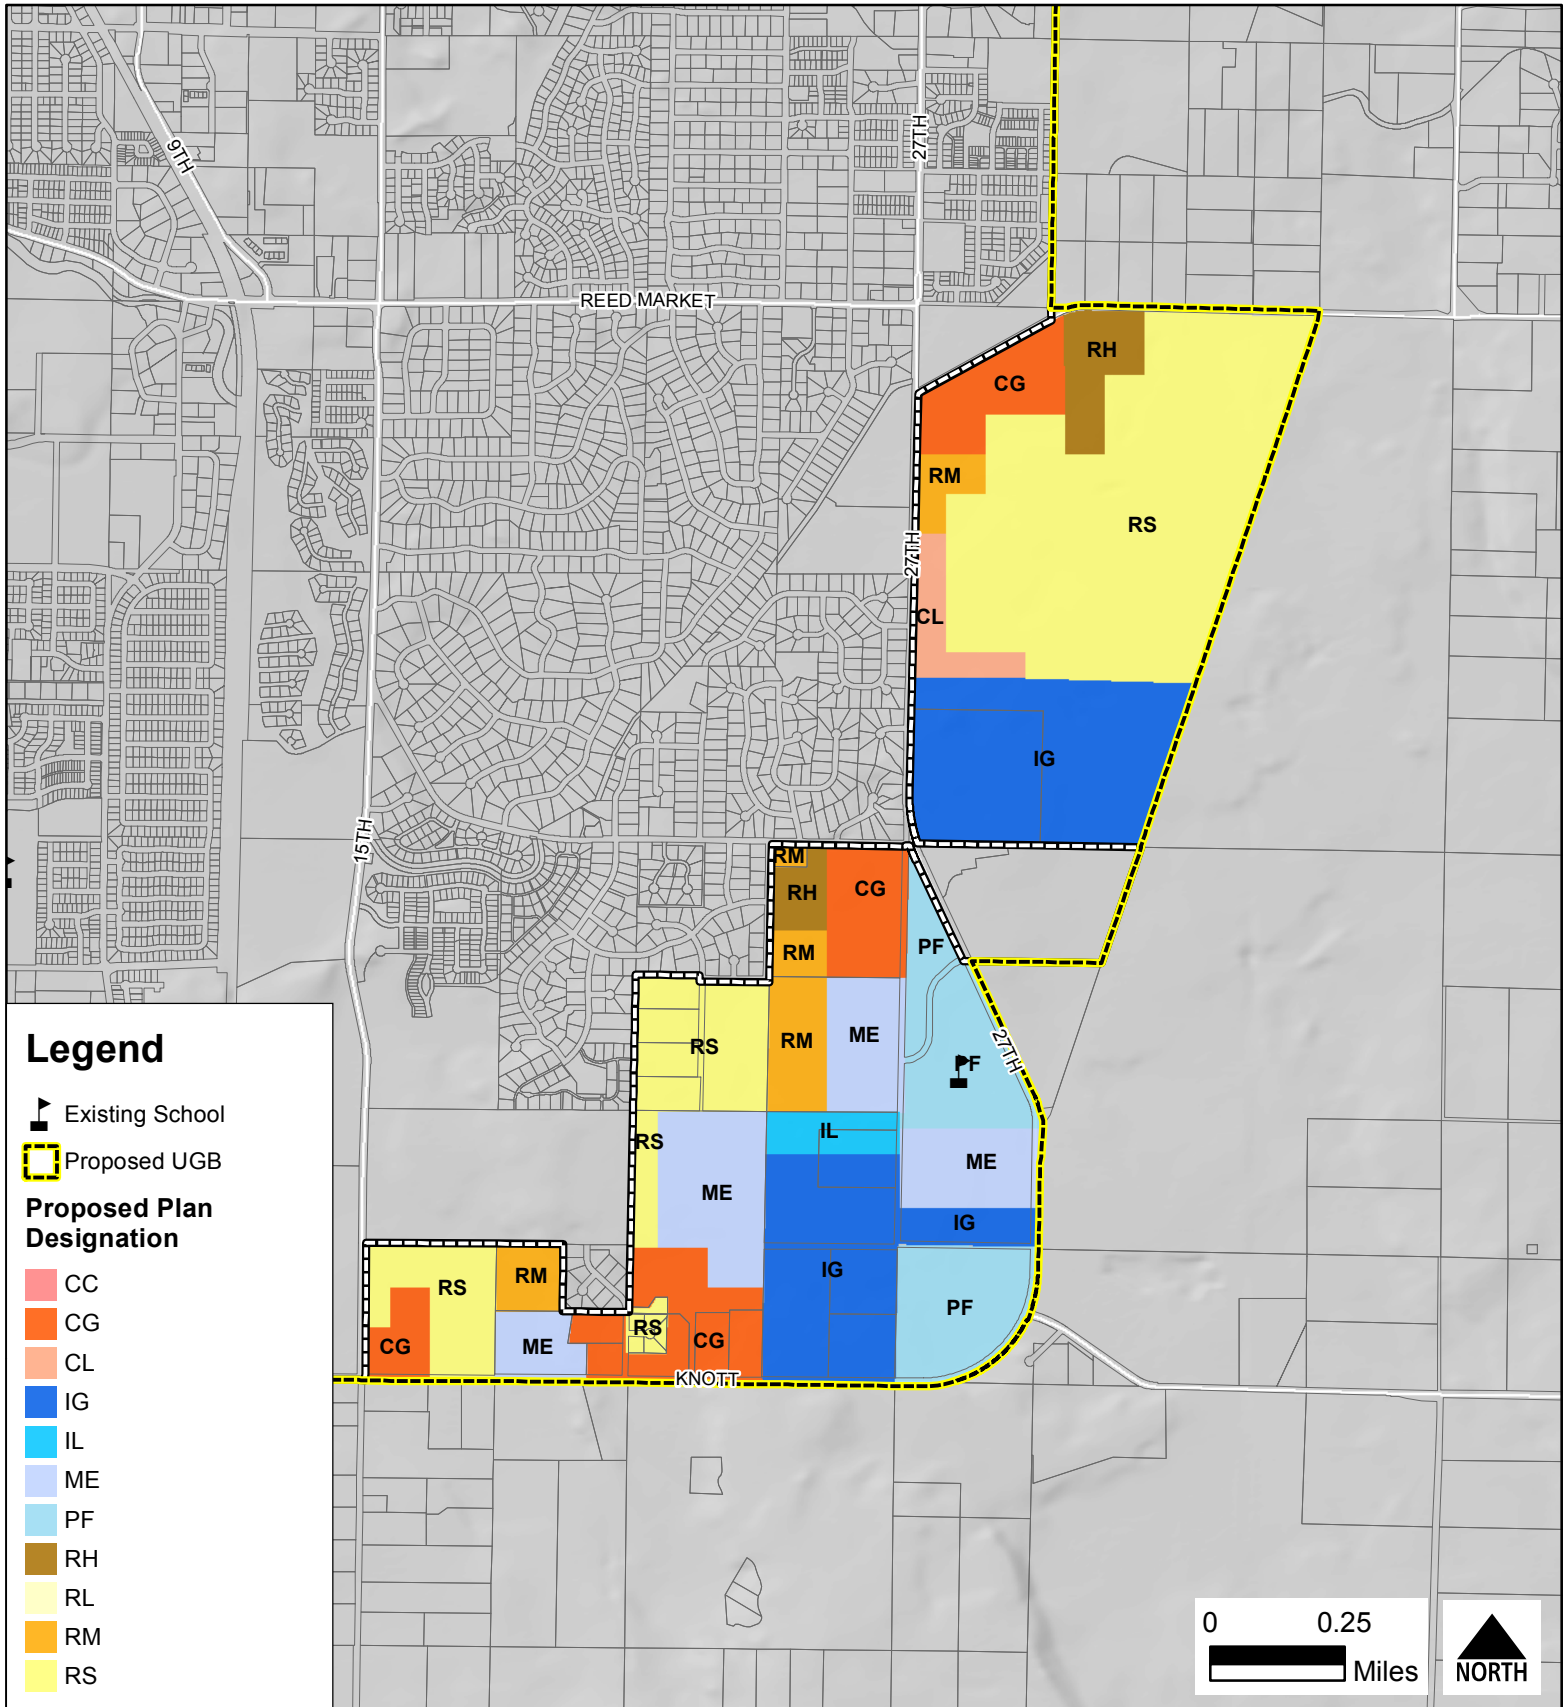 9TH
27TH
REED MARKET
RH
CG
RM
RS
27TH
CL
IG
15TH
RM
RH
CG
PF
RM
RS
RM
ME
27TH
PF
IL
RS
ME
ME
IG
RS
RM
IG
PF
CG
ME
RS
CG
KNOTT
Legend
Existing School
Proposed UGB
Proposed Plan
Designation
CC
CG
CL
IG
IL
ME
PF
RH
RL
RM
RS
0 0.25
Miles
NORTH